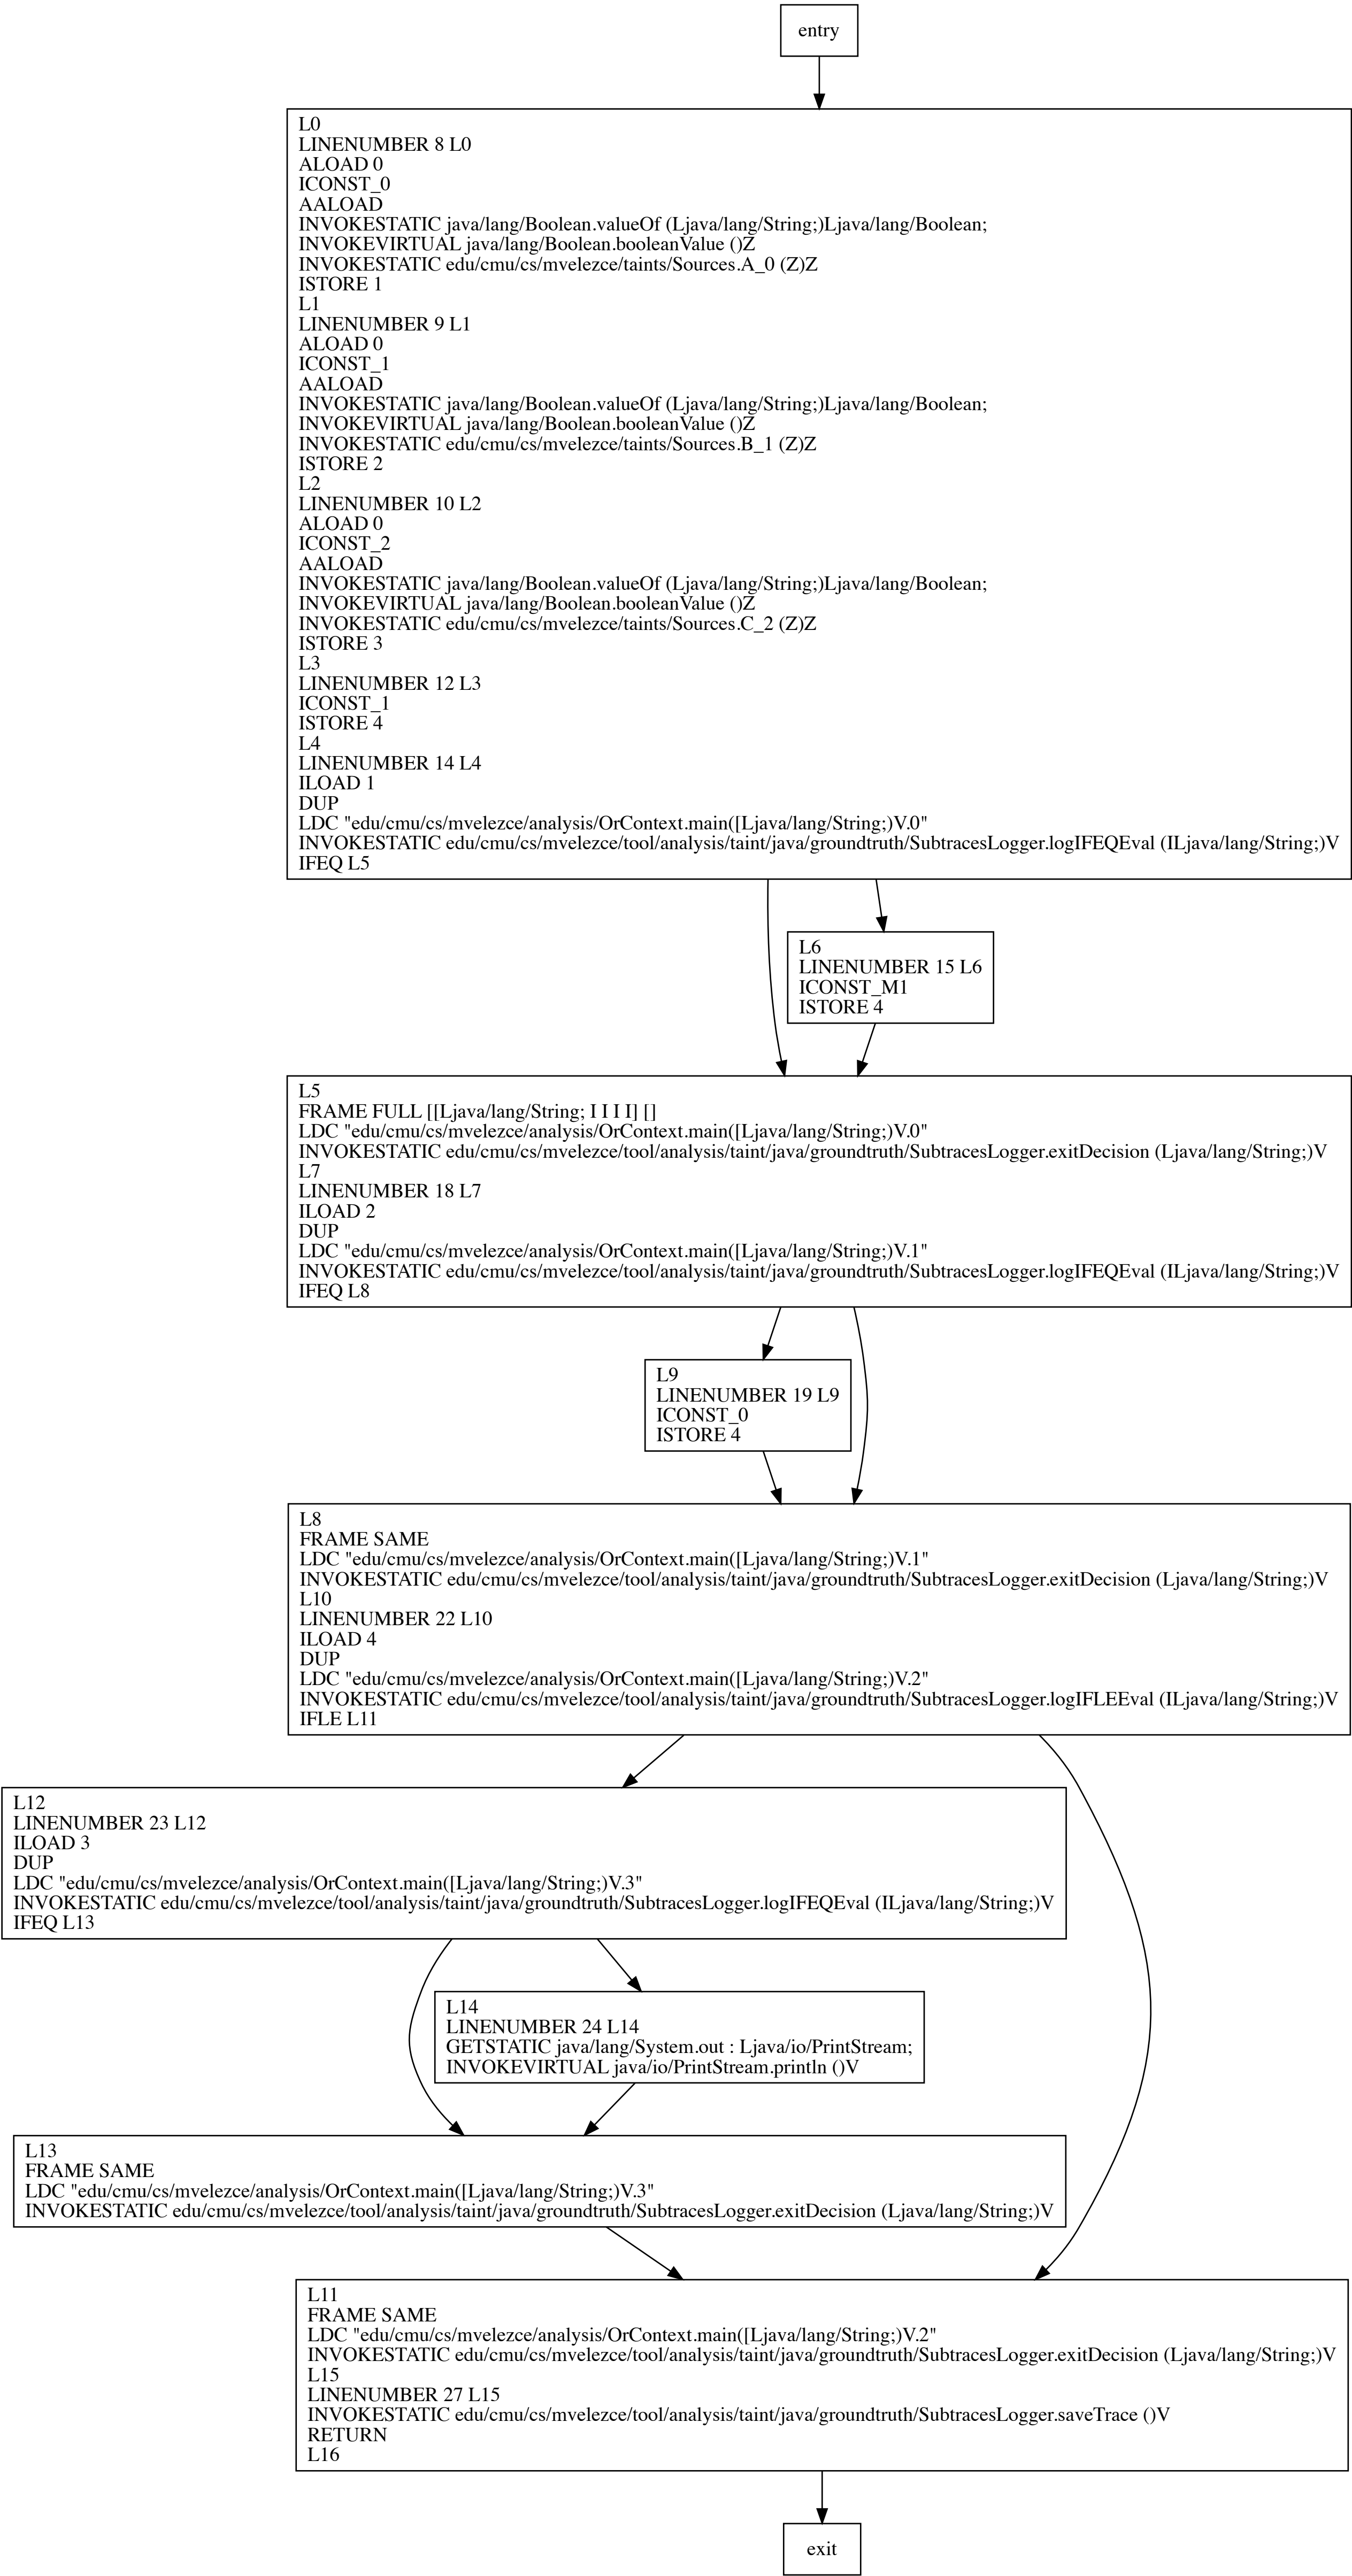 entry
L0
LINENUMBER 8 L0
ALOAD 0
ICONST_0
AALOAD
INVOKESTATIC java/lang/Boolean.valueOf (Ljava/lang/String;)Ljava/lang/Boolean;
INVOKEVIRTUAL java/lang/Boolean.booleanValue ()Z
INVOKESTATIC edu/cmu/cs/mvelezce/taints/Sources.A_0 (Z)Z
ISTORE 1
L1
LINENUMBER 9 L1
ALOAD 0
ICONST_1
AALOAD
INVOKESTATIC java/lang/Boolean.valueOf (Ljava/lang/String;)Ljava/lang/Boolean;
INVOKEVIRTUAL java/lang/Boolean.booleanValue ()Z
INVOKESTATIC edu/cmu/cs/mvelezce/taints/Sources.B_1 (Z)Z
ISTORE 2
L2
LINENUMBER 10 L2
ALOAD 0
ICONST_2
AALOAD
INVOKESTATIC java/lang/Boolean.valueOf (Ljava/lang/String;)Ljava/lang/Boolean;
INVOKEVIRTUAL java/lang/Boolean.booleanValue ()Z
INVOKESTATIC edu/cmu/cs/mvelezce/taints/Sources.C_2 (Z)Z
ISTORE 3
L3
LINENUMBER 12 L3
ICONST_1
ISTORE 4
L4
LINENUMBER 14 L4
ILOAD 1
DUP
LDC "edu/cmu/cs/mvelezce/analysis/OrContext.main([Ljava/lang/String;)V.0"
INVOKESTATIC edu/cmu/cs/mvelezce/tool/analysis/taint/java/groundtruth/SubtracesLogger.logIFEQEval (ILjava/lang/String;)V
IFEQ L5
L6
LINENUMBER 15 L6
ICONST_M1
ISTORE 4
L5
FRAME FULL [[Ljava/lang/String; I I I I] []
LDC "edu/cmu/cs/mvelezce/analysis/OrContext.main([Ljava/lang/String;)V.0"
INVOKESTATIC edu/cmu/cs/mvelezce/tool/analysis/taint/java/groundtruth/SubtracesLogger.exitDecision (Ljava/lang/String;)V
L7
LINENUMBER 18 L7
ILOAD 2
DUP
LDC "edu/cmu/cs/mvelezce/analysis/OrContext.main([Ljava/lang/String;)V.1"
INVOKESTATIC edu/cmu/cs/mvelezce/tool/analysis/taint/java/groundtruth/SubtracesLogger.logIFEQEval (ILjava/lang/String;)V
IFEQ L8
L9
LINENUMBER 19 L9
ICONST_0
ISTORE 4
L8
FRAME SAME
LDC "edu/cmu/cs/mvelezce/analysis/OrContext.main([Ljava/lang/String;)V.1"
INVOKESTATIC edu/cmu/cs/mvelezce/tool/analysis/taint/java/groundtruth/SubtracesLogger.exitDecision (Ljava/lang/String;)V
L10
LINENUMBER 22 L10
ILOAD 4
DUP
LDC "edu/cmu/cs/mvelezce/analysis/OrContext.main([Ljava/lang/String;)V.2"
INVOKESTATIC edu/cmu/cs/mvelezce/tool/analysis/taint/java/groundtruth/SubtracesLogger.logIFLEEval (ILjava/lang/String;)V
IFLE L11
L12
LINENUMBER 23 L12
ILOAD 3
DUP
LDC "edu/cmu/cs/mvelezce/analysis/OrContext.main([Ljava/lang/String;)V.3"
INVOKESTATIC edu/cmu/cs/mvelezce/tool/analysis/taint/java/groundtruth/SubtracesLogger.logIFEQEval (ILjava/lang/String;)V
IFEQ L13
L14
LINENUMBER 24 L14
GETSTATIC java/lang/System.out : Ljava/io/PrintStream;
INVOKEVIRTUAL java/io/PrintStream.println ()V
L13
FRAME SAME
LDC "edu/cmu/cs/mvelezce/analysis/OrContext.main([Ljava/lang/String;)V.3"
INVOKESTATIC edu/cmu/cs/mvelezce/tool/analysis/taint/java/groundtruth/SubtracesLogger.exitDecision (Ljava/lang/String;)V
L11
FRAME SAME
LDC "edu/cmu/cs/mvelezce/analysis/OrContext.main([Ljava/lang/String;)V.2"
INVOKESTATIC edu/cmu/cs/mvelezce/tool/analysis/taint/java/groundtruth/SubtracesLogger.exitDecision (Ljava/lang/String;)V
L15
LINENUMBER 27 L15
INVOKESTATIC edu/cmu/cs/mvelezce/tool/analysis/taint/java/groundtruth/SubtracesLogger.saveTrace ()V
RETURN
L16
exit